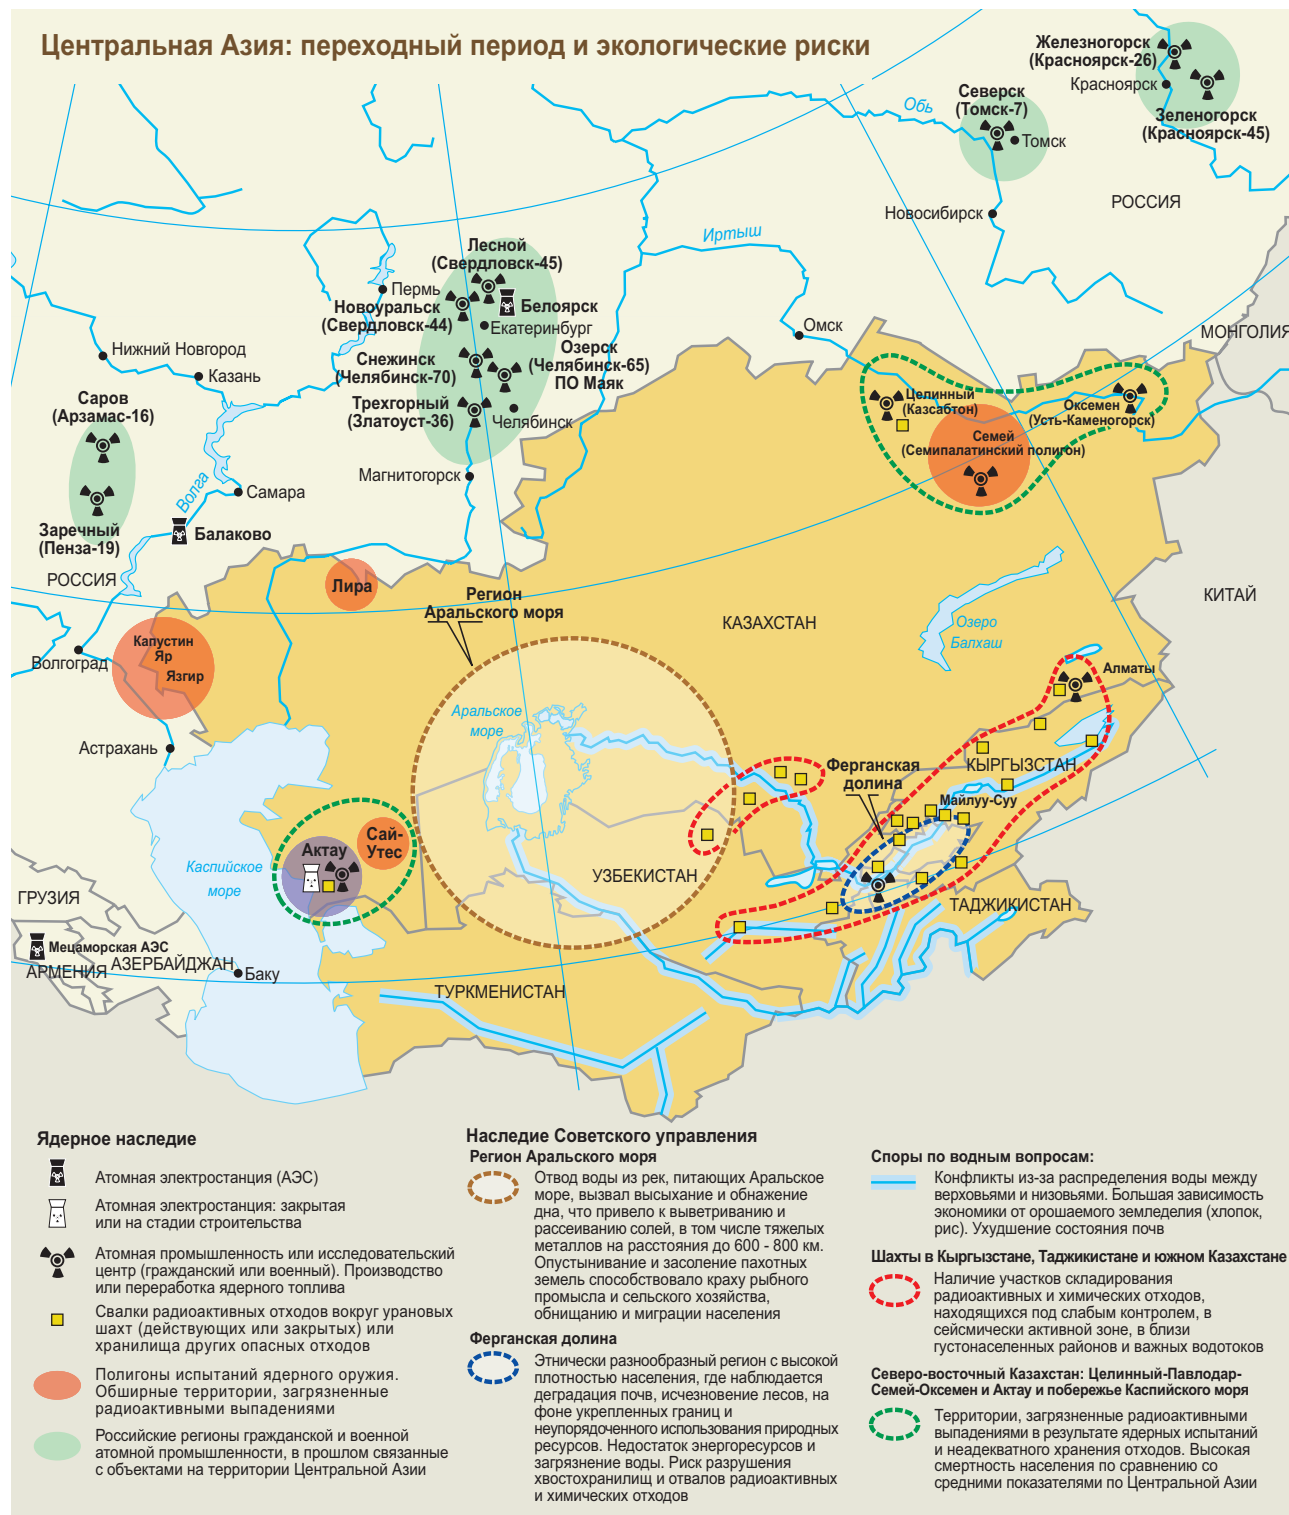 Центральная Азия: переходный период и экологические риски
Железногорск
(Красноярск-26)
Красноярск
Зеленогорск
(Красноярск-45)
Северск
(Томск-7)
Томск
Обь
Новосибирск
РОССИЯ
Иртыш
Лесной
(Свердловск-45)
Пермь
Новоуральск
(Свердловск-44)
Белоярск
Екатеринбург
Омск
МОНГОЛИЯ
Нижний Новгород
Казань
Снежинск
(Челябинск-70)
Озерск
(Челябинск-65)
ПО Маяк
Саров
(Арзамас-16)
Трехгорный
(Златоуст-36)
Челябинск
Целинный
(Казсабтон)
Оксемен
(Усть-Каменогорск)
Семей
(Семипалатинский полигон)
Магнитогорск
Волга
Самара
Заречный
(Пенза-19)
Балаково
РОССИЯ
Лира
Регион
Аральского моря
КАЗАХСТАН
КИТАЙ
Озеро
Балхаш
Капустин
Яр
Язгир
Волгоград
Алматы
Аральское
море
Астрахань
Ферганская
долина
КЫРГЫЗСТАН
Майлуу-Суу
Сай-
Утес
Актау
Каспийское
море
УЗБЕКИСТАН
ТАДЖИКИСТАН
ГРУЗИЯ
Мецаморская АЭС
АРМЕНИЯ
АЗЕРБАЙДЖАН
Баку
ТУРКМЕНИСТАН
Ядерное наследие
Атомная электростанция (АЭС)
Атомная электростанция: закрытая
или на стадии строительства
Атомная промышленность или исследовательский
центр (гражданский или военный). Производство
или переработка ядерного топлива
Свалки радиоактивных отходов вокруг урановых
шахт (действующих или закрытых) или
хранилища других опасных отходов
Полигоны испытаний ядерного оружия.
Обширные территории, загрязненные
радиоактивными выпадениями
Российские регионы гражданской и военной
атомной промышленности, в прошлом связанные
с объектами на территории Центральной Азии
Наследие Советского управления
Регион Аральского моря
Отвод воды из рек, питающих Аральское
море, вызвал высыхание и обнажение
дна, что привело к выветриванию и
рассеиванию солей, в том числе тяжелых
металлов на расстояния до 600 - 800 км.
Опустынивание и засоление пахотных
земель способствовало краху рыбного
промысла и сельского хозяйства,
обнищанию и миграции населения
Ферганская долина
Этнически разнообразный регион с высокой
плотностью населения, где наблюдается
деградация почв, исчезновение лесов, на
фоне укрепленных границ и
неупорядоченного использования природных
ресурсов. Недостаток энергоресурсов и
загрязнение воды. Риск разрушения
хвостохранилищ и отвалов радиоактивных
и химических отходов
Споры по водным вопросам:
Конфликты из-за распределения воды между
верховьями и низовьями. Большая зависимость
экономики от орошаемого земледелия (хлопок,
рис). Ухудшение состояния почв
Шахты в Кыргызстане, Таджикистане и южном Казахстане
Наличие участков складирования
радиоактивных и химических отходов,
находящихся под слабым контролем, в
сейсмически активной зоне, в близи
густонаселенных районов и важных водотоков
Северо-восточный Казахстан: Целинный-Павлодар-
Семей-Оксемен и Актау и побережье Каспийского моря
Территории, загрязненные радиоактивными
выпадениями в результате ядерных испытаний
и неадекватного хранения отходов. Высокая
смертность населения по сравнению со
средними показателями по Центральной Азии